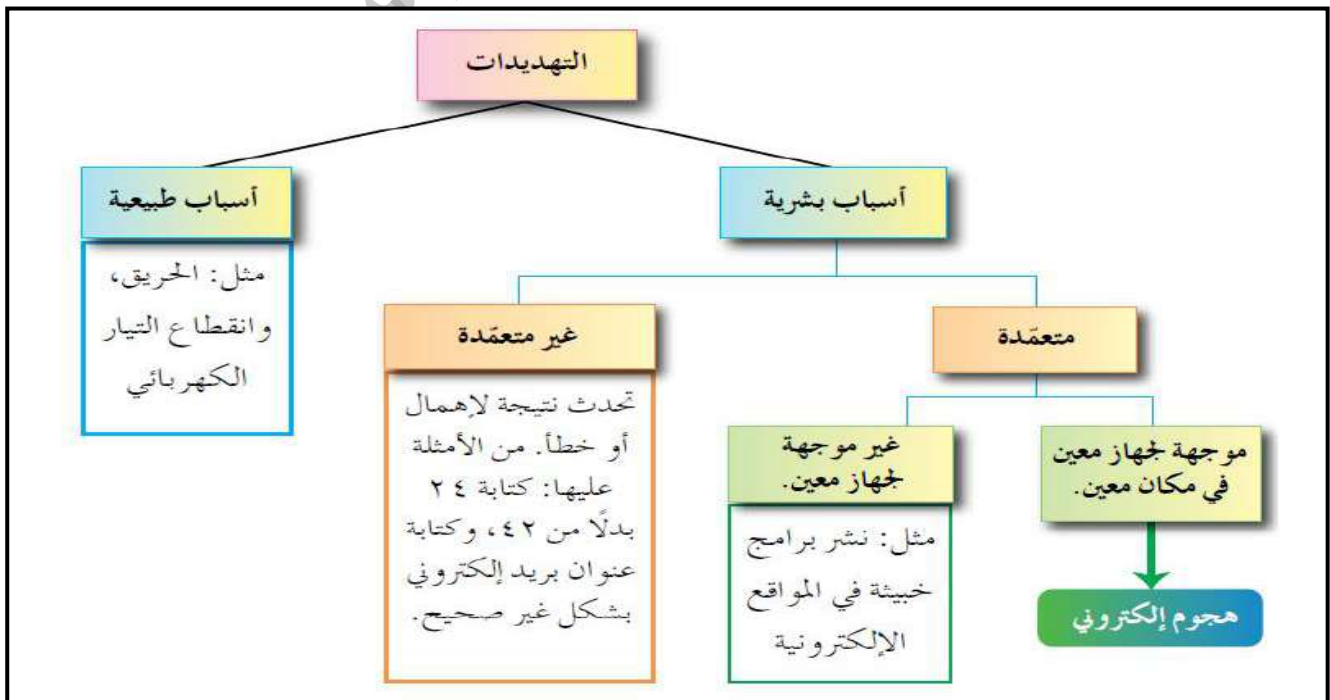 التهديدات
أسباب بشرية
أسباب طبيعية
مثل: الحريق،
وانقطاع التيار
الكهربائي
متعمّدة
غير متعمّدة
تحدث نتيجة لإهمال
أو خطأ. من الأمثلة
عليها: كتابة ٢٤
بدلًا من ٤٢، وكتابة
عنوان بريد إلكتروني
بشكل غير صحيح.
موجهة لجهاز معين
في مكان معين.
هجوم إلكتروني
غير موجهة
لجهاز معين.
مثل: نشر برامج
خبيثة في المواقع
الإلكترونية